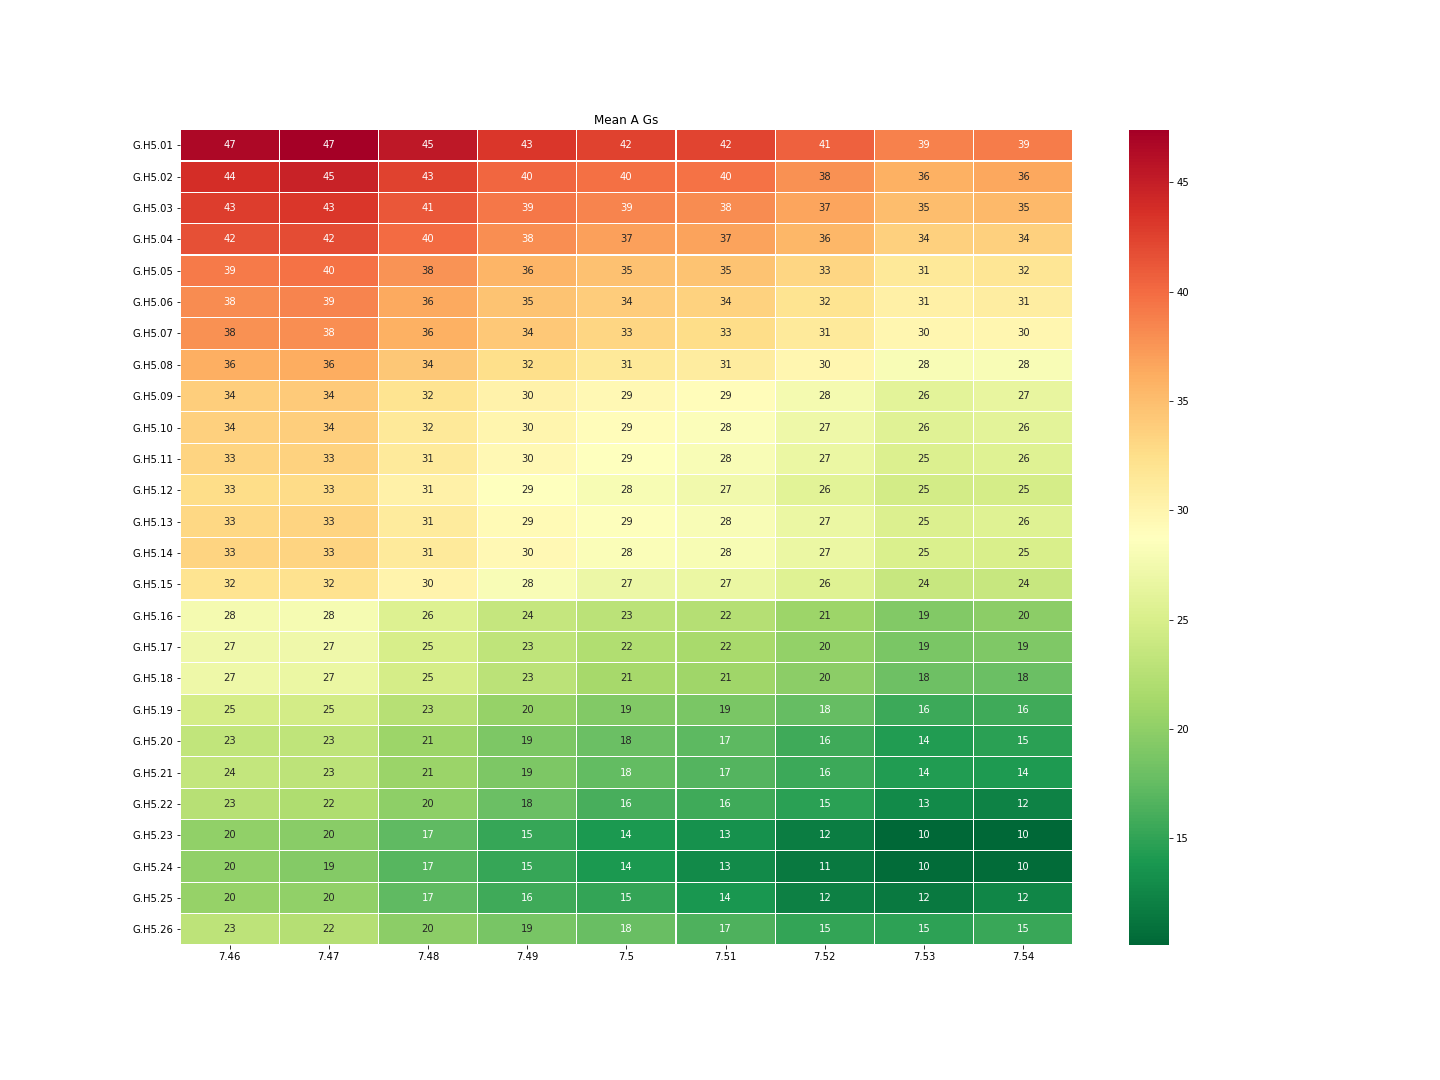 Mean A Gs
G.H5.01 47 47 45 43 42 42 41 39 39
G.H5.02 44 45 43 40 40 40 38 36 36
G.H5.03 43 43 41 39 39 38 37 35 35
G.H5.04 42 42 40 38 37 37 36 34 34
G.H5.05 39 40 38 36 35 35 33 31 32
G.H5.06 38 39 36 35 34 34 32 31 31
G.H5.07 38 38 36 34 33 33 31 30 30
G.H5.08 36 36 34 32 31 31 30 28 28
G.H5.09 34 34 32 30 29 29 28 26 27
G.H5.10 34 34 32 30 29 28 27 26 26
G.H5.11 33 33 31 30 29 28 27 25 26
G.H5.12 33 33 31 29 28 27 26 25 25
G.H5.13 33 33 31 29 29 28 27 25 26
G.H5.14 33 33 31 30 28 28 27 25 25
G.H5.15 32 32 30 28 27 27 26 24 24
G.H5.16 28 28 26 24 23 22 21 19 20
G.H5.17 27 27 25 23 22 22 20 19 19
G.H5.18 27 27 25 23 21 21 20 18 18
G.H5.19 25 25 23 20 19 19 18 16 16
G.H5.20 23 23 21 19 18 17 16 14 15
G.H5.21 24 23 21 19 18 17 16 14 14
G.H5.22 23 22 20 18 16 16 15 13 12
G.H5.23 20 20 17 15 14 13 12 10 10
G.H5.24 20 19 17 15 14 13 11 10 10
G.H5.25 20 20 17 16 15 14 12 12 12
G.H5.26 23 22 20 19 18 17 15 15 15
7.46 7.47 7.48 7.49 7.5 7.51 7.52 7.53 7.54
45
40
35
30
25
20
15